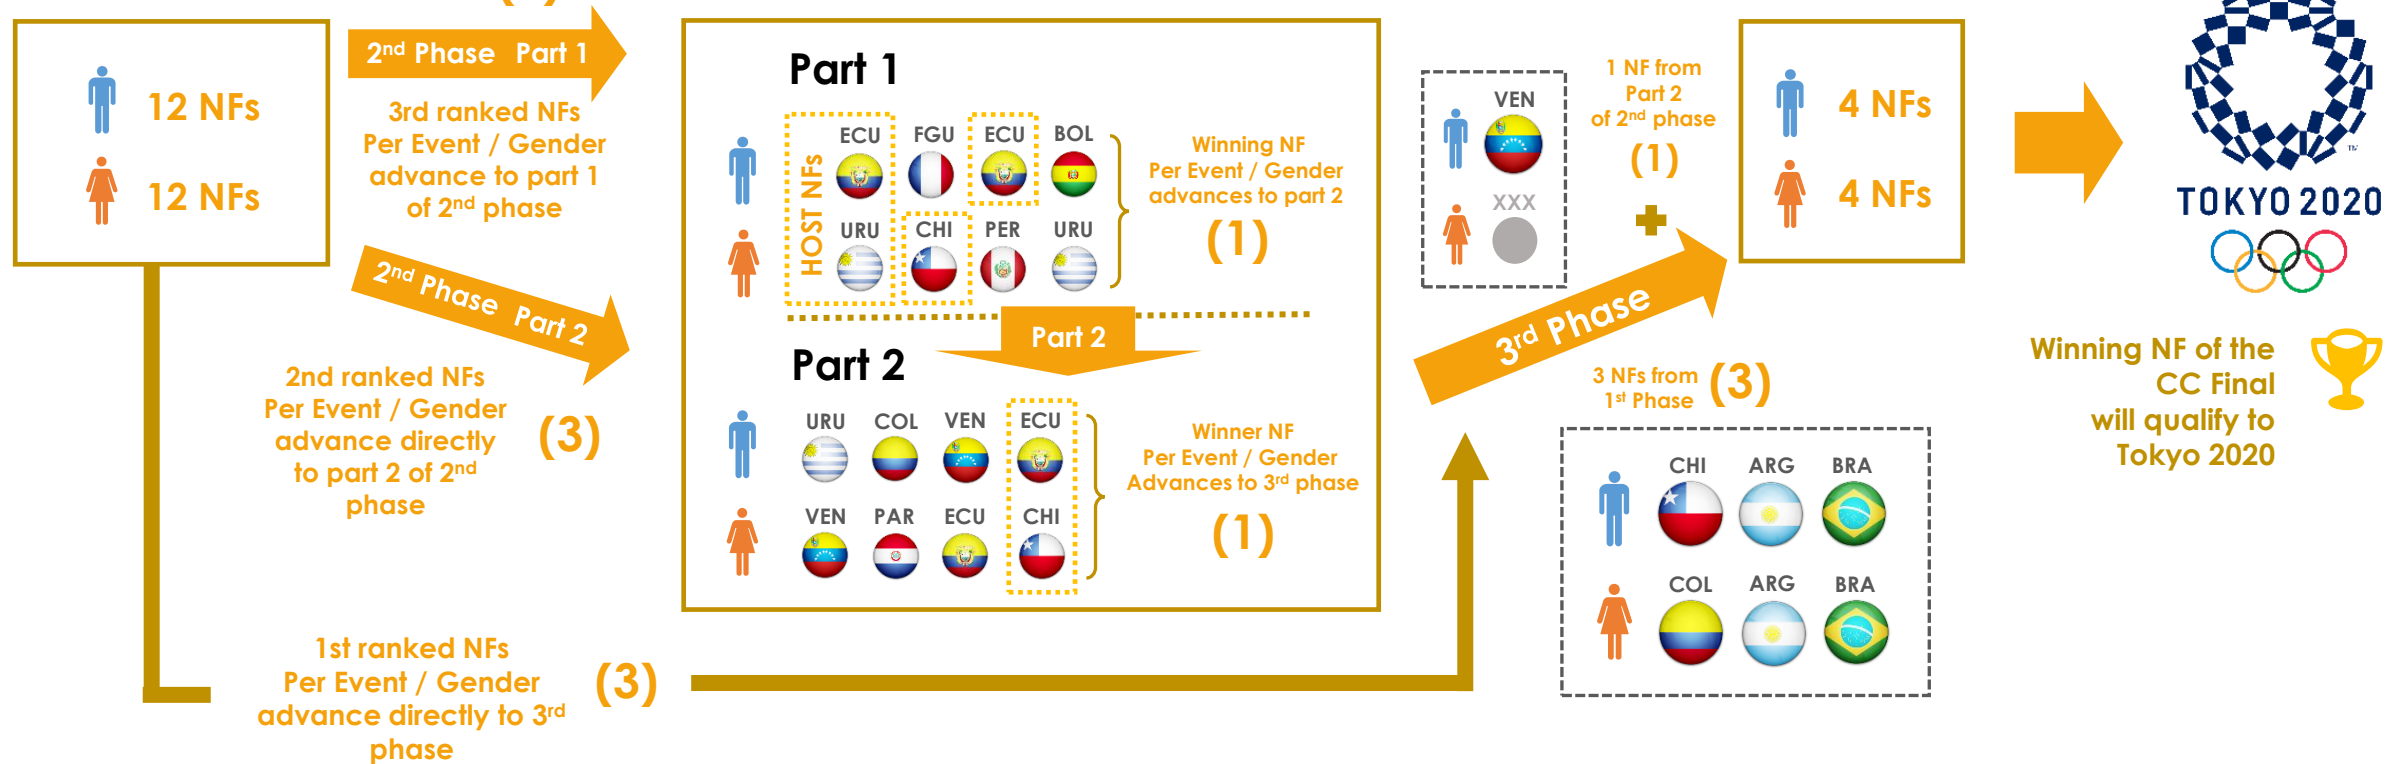 12 NFs
12 NFs
2nd Phase Part 1
3rd ranked NFs
Per Event / Gender
advance to part 1
of 2nd phase
2nd Phase Part 2
2nd ranked NFs
Per Event / Gender
advance directly
to part 2 of 2nd
phase
(3)
1st ranked NFs
Per Event / Gender
advance directly to 3rd
phase
(3)
Part 1
HOST NFs
ECU FGU ECU BOL
URU CHI PER URU
Winning NF
Per Event / Gender
advances to part 2
(1)
Part 2
Part 2
URU COL VEN ECU
VEN PAR ECU CHI
Winner NF
Per Event / Gender
Advances to 3rd phase
(1)
VEN
XXX
1 NF from
Part 2
of 2nd phase
(1)
3rd Phase
3 NFs from
1st Phase
(3)
CHI ARG BRA
COL ARG BRA
4 NFs
4 NFs
TM
TOKYO 2020
Winning NF of the
CC Final
will qualify to
Tokyo 2020